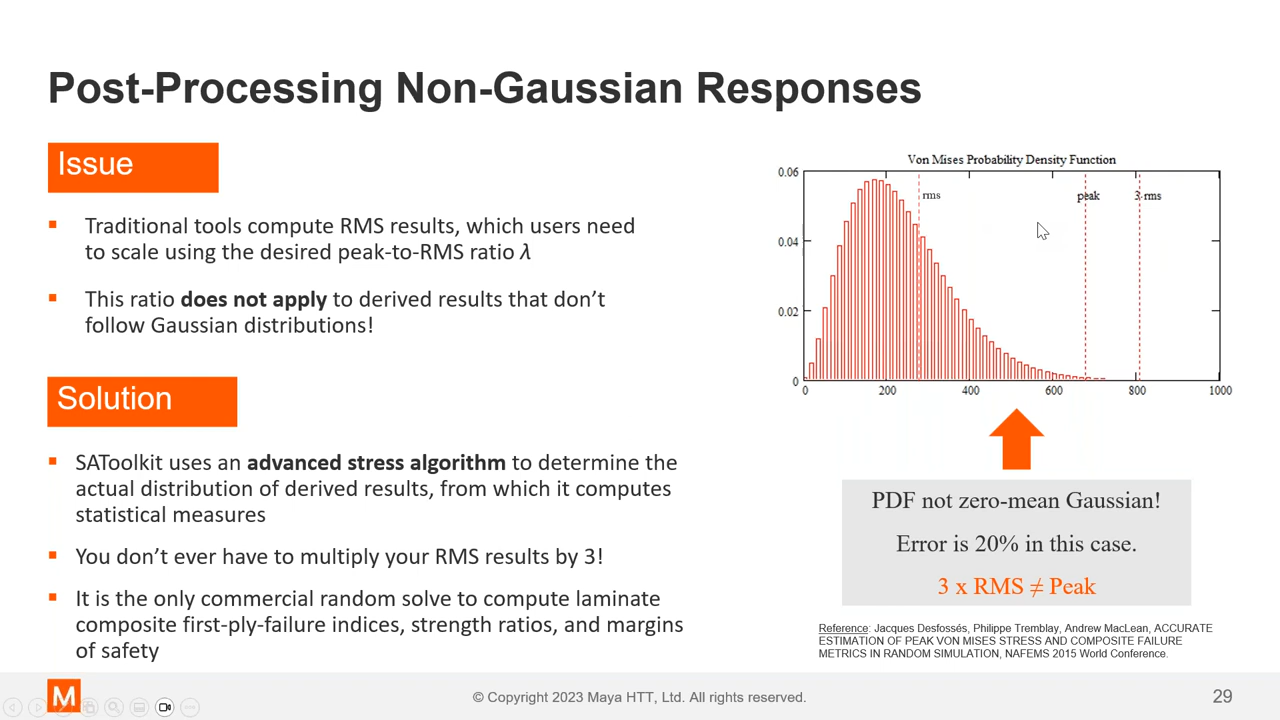 Post-Processing Non-Gaussian Responses
Issue
▪ Traditional tools compute RMS results, which users need
to scale using the desired peak-to-RMS ratio λ
▪ This ratio does not apply to derived results that don’t
follow Gaussian distributions!
Solution
▪ SAToolkit uses an advanced stress algorithm to determine the
actual distribution of derived results, from which it computes
statistical measures
▪ You don’t ever have to multiply your RMS results by 3!
▪ It is the only commercial random solve to compute laminate
composite first-ply-failure indices, strength ratios, and margins
of safety
Von Mises Probability Density Function
0.06
0.04
0.02
0
rms
peak
3 rms
0 200 400 600 800 1000
PDF not zero-mean Gaussian!
Error is 20% in this case.
3 x RMS ≠ Peak
Reference: Jacques Desfossés, Philippe Tremblay, Andrew MacLean, ACCURATE
ESTIMATION OF PEAK VON MISES STRESS AND COMPOSITE FAILURE
METRICS IN RANDOM SIMULATION, NAFEMS 2015 World Conference.
M
© Copyright 2023 Maya HTT, Ltd. All rights reserved.
29